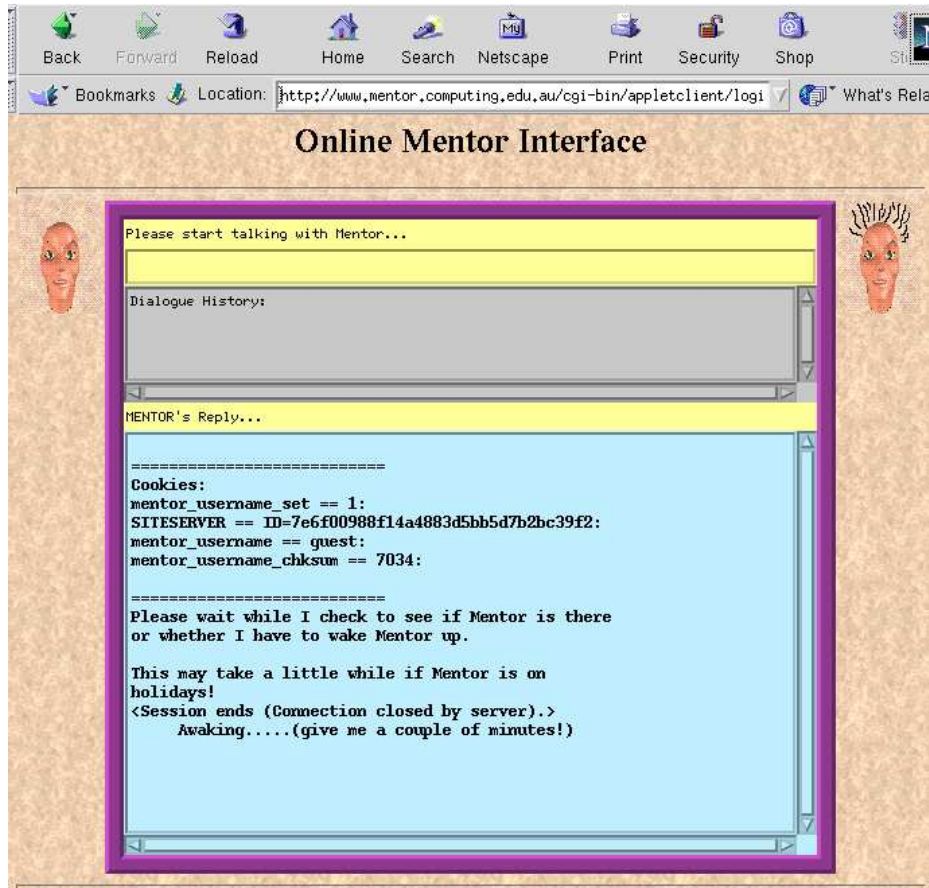 Back Forward Reload Home Search Netscape Print Security Shop
My
Bookmarks Location: http://www.mentor.computing.edu.au/cgi-bin/appletclient/logi What's Rela
Online Mentor Interface
Please start talking with Mentor...
Dialogue History:
MENTOR's Reply...
===========================
Cookies:
mentor_username_set == 1:
SITESERVER == ID=7e6f00988f14a4883d5bb5d7b2bc39f2:
mentor_username == guest:
mentor_username_chksum == 7034:
===========================
Please wait while I check to see if Mentor is there
or whether I have to wake Mentor up.
This may take a little while if Mentor is on
holidays!
<Session ends (Connection closed by server).>
Awaking.....(give me a couple of minutes!)